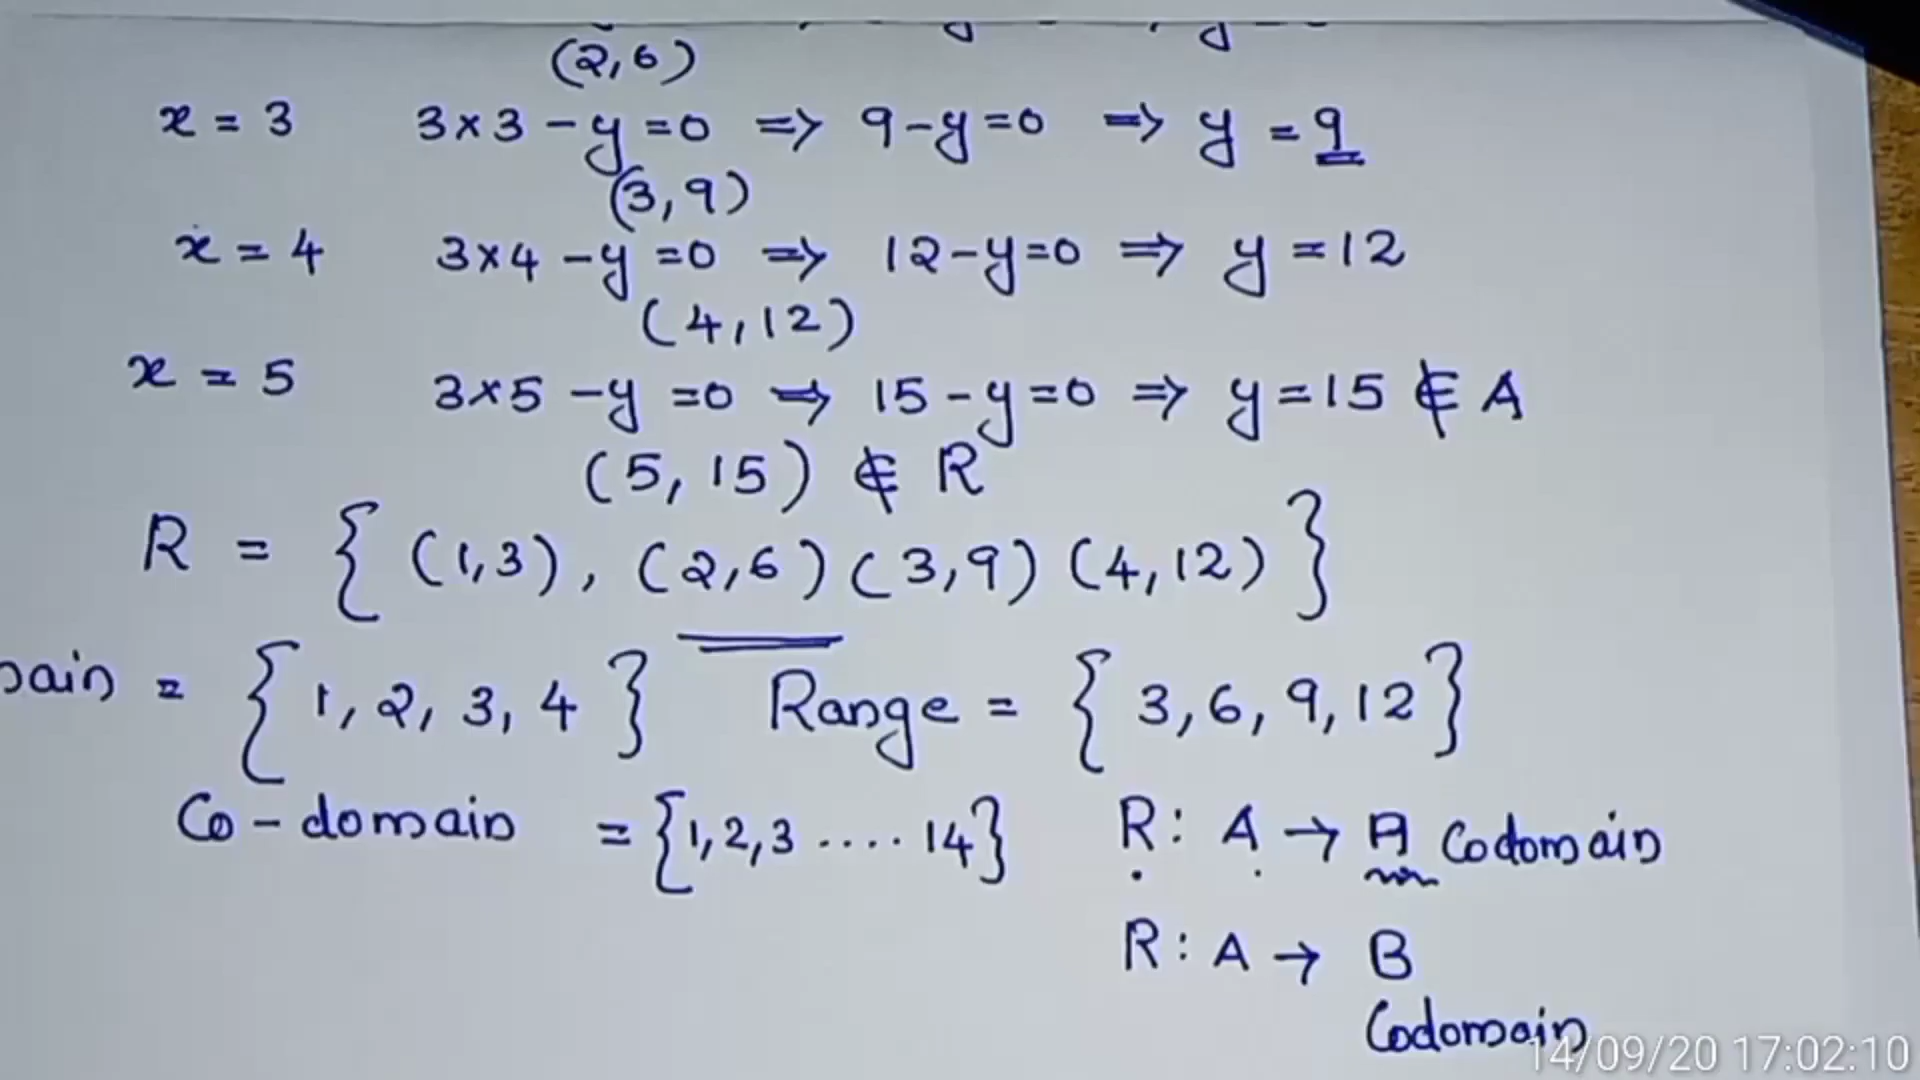 (2,6)
x = 3 3×3 - y = 0 ⇒ 9 - y = 0 ⇒ y = 9
(3,9)
x = 4 3×4 - y = 0 ⇒ 12 - y = 0 ⇒ y = 12
(4,12)
x = 5 3×5 - y = 0 ⇒ 15 - y = 0 ⇒ y = 15 ∉ A
(5,15) ∉ R
R = { (1,3), (2,6) (3,9) (4,12) }
ain = { 1, 2, 3, 4 } Range = { 3, 6, 9, 12 }
Co-domain = {1,2,3 .... 14} R : A → A Codomain
R : A → B
Codomain
14/09/20 17:02:10